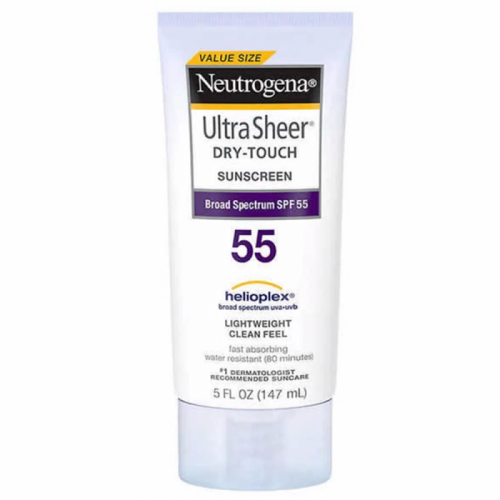 VALUE SIZE
Neutrogena®
Ultra Sheer®
DRY-TOUCH
SUNSCREEN
Broad Spectrum SPF 55
55
helioplex®
broad spectrum uva•uvb
LIGHTWEIGHT
CLEAN FEEL
fast absorbing
water resistant (80 minutes)
#1 DERMATOLOGIST
RECOMMENDED SUNCARE
5 FL OZ (147 mL)